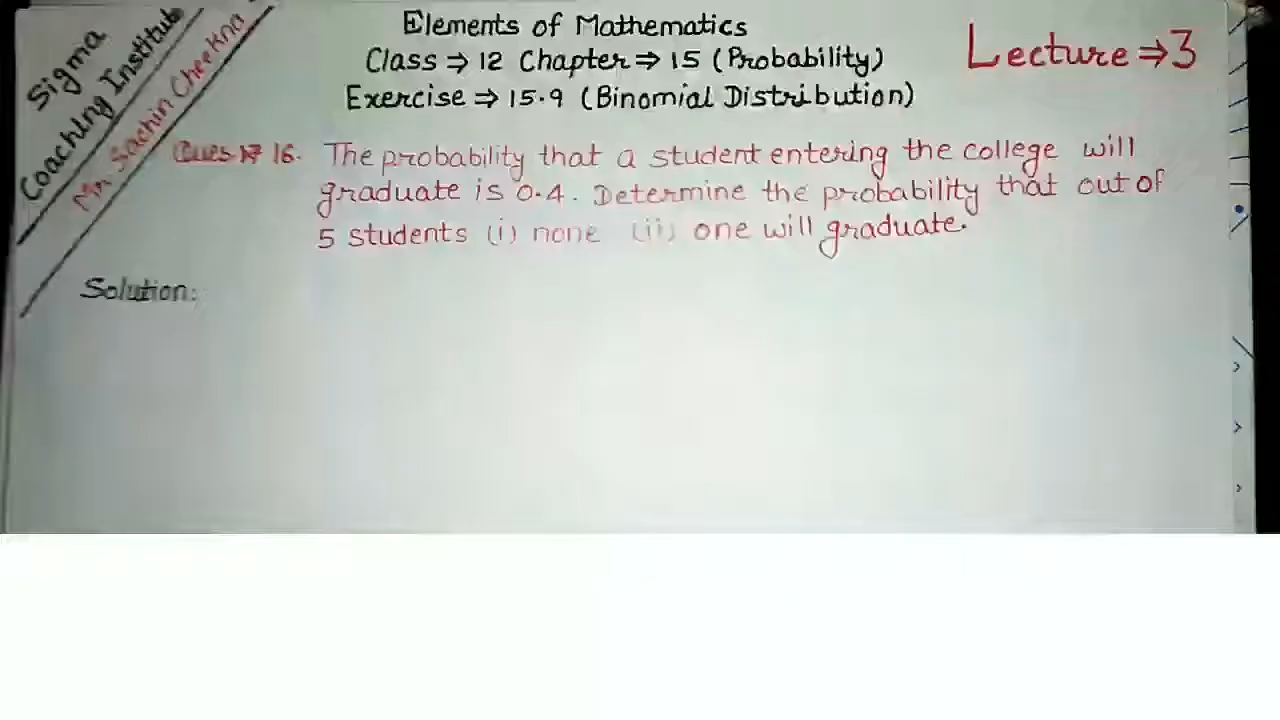 Sigma
Coaching Institute
Mr. Sachin Cheekna
Elements of Mathematics
Class ⇒ 12 Chapter ⇒ 15 (Probability)
Exercise ⇒ 15.9 (Binomial Distribution)
Lecture ⇒ 3
Ques 16. The probability that a student entering the college will
graduate is 0.4. Determine the probability that out of
5 students (i) none (ii) one will graduate.
Solution: